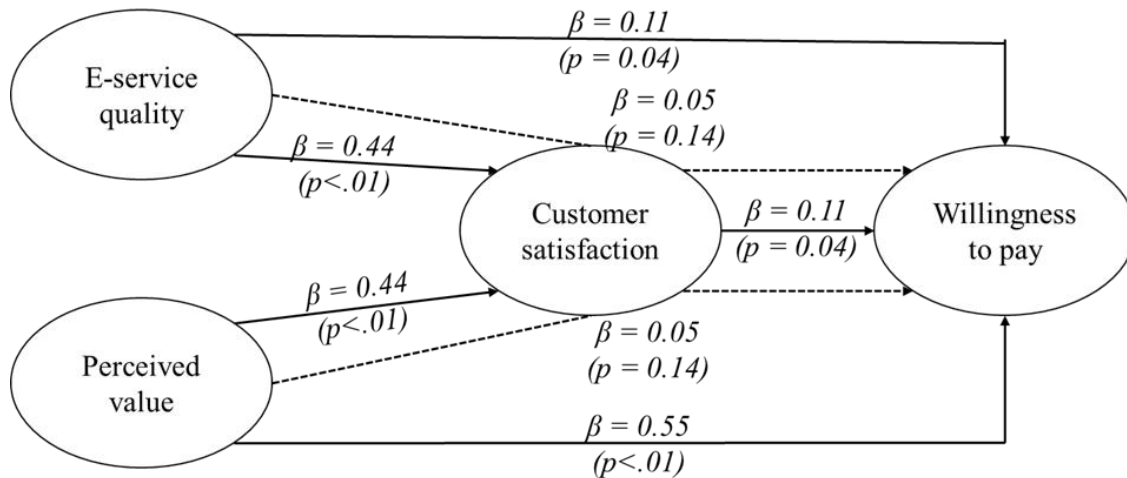 β = 0.11
(p = 0.04)
E-service
quality
β = 0.05
(p = 0.14)
β = 0.44
(p<.01)
Customer
satisfaction
β = 0.11
(p = 0.04)
Willingness
to pay
β = 0.44
(p<.01)
β = 0.05
(p = 0.14)
Perceived
value
β = 0.55
(p<.01)